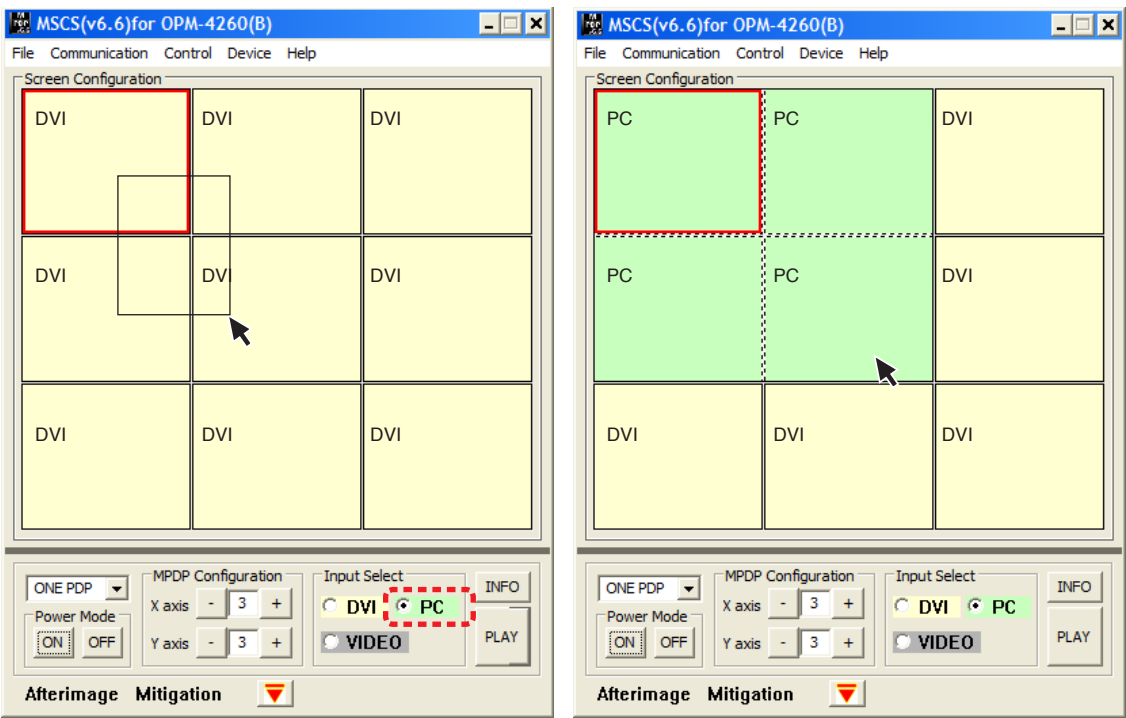 MSCS(v6.6)for OPM-4260(B)
File Communication Control Device Help
Screen Configuration
DVI DVI DVI
DVI DVI DVI
DVI DVI DVI
ONE PDP
MPDP Configuration
Input Select
INFO
X axis - 3 +
DVI PC
Power Mode
ON OFF
Y axis - 3 +
VIDEO
PLAY
Afterimage Mitigation
MSCS(v6.6)for OPM-4260(B)
File Communication Control Device Help
Screen Configuration
PC PC DVI
PC PC DVI
DVI DVI DVI
ONE PDP
MPDP Configuration
Input Select
INFO
X axis - 3 +
DVI PC
Power Mode
ON OFF
Y axis - 3 +
VIDEO
PLAY
Afterimage Mitigation